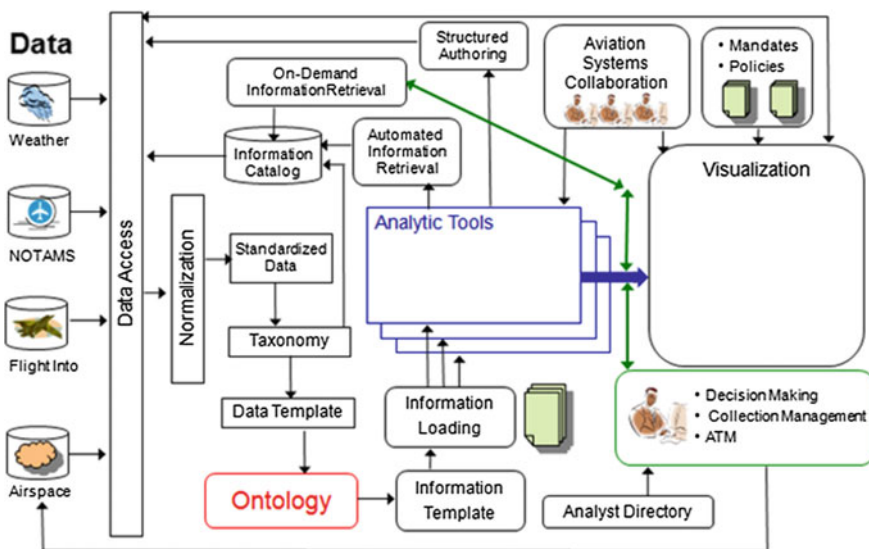 Data
Weather
NOTAMS
Flight Into
Airspace
Data Access
Normalization
On-Demand
Information Retrieval
Information
Catalog
Structured
Authoring
Automated
Information
Retrieval
Standardized
Data
Taxonomy
Data Template
Ontology
Analytic Tools
Information
Loading
Information
Template
Aviation
Systems
Collaboration
• Mandates
• Policies
Visualization
• Decision Making
• Collection Management
• ATM
Analyst Directory